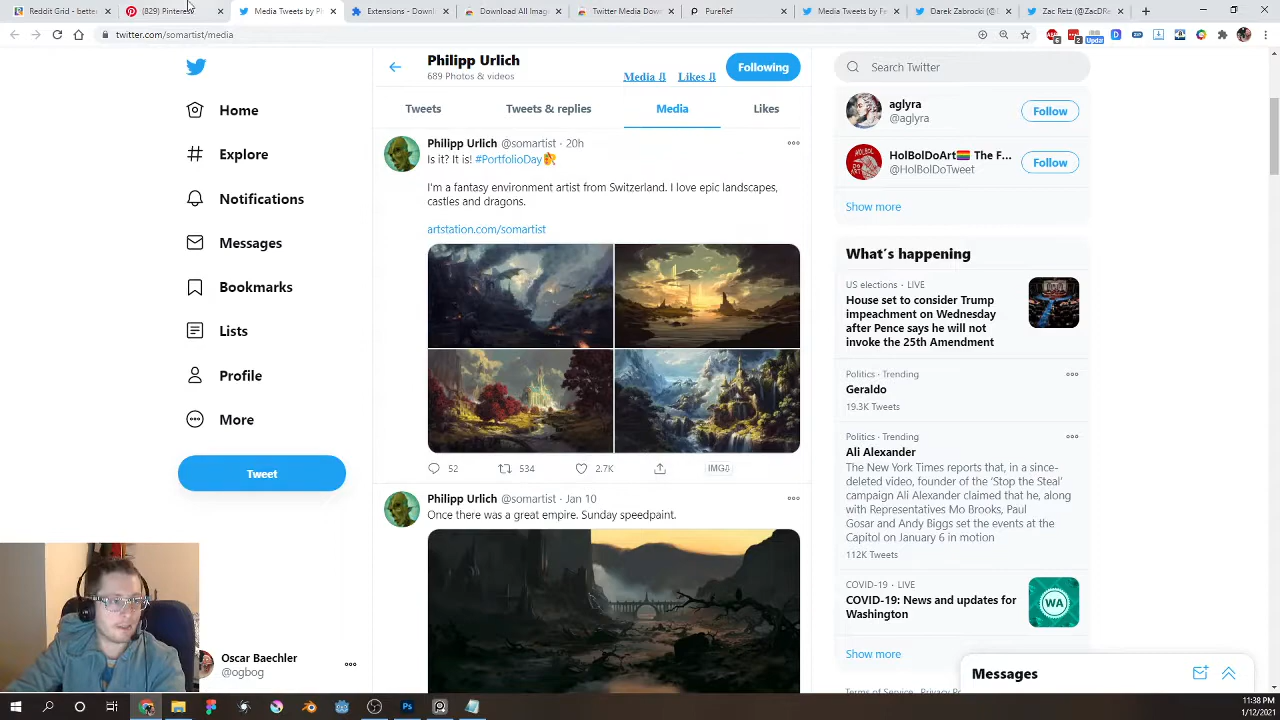 Reddit Grid - bette
(829) Pinteres
Media Tweets by P
Extensions - Downl
Download All Imag
Twitter Media Dow
PureRef
Media Tweets by Fe
Darek Zabrocki (@
Zac Retz (@ZacDRe
twitter.com/somartist/media
Update
Philipp Urlich
689 Photos & videos
Media
Likes
Following
Search Twitter
Tweets
Tweets & replies
Media
Likes
Home
Explore
Notifications
Messages
Bookmarks
Lists
Profile
More
Tweet
Philipp Urlich @somartist · 20h
Is it? It is! #PortfolioDay
I'm a fantasy environment artist from Switzerland. I love epic landscapes,
castles and dragons.
artstation.com/somartist
52
534
2.7K
IMG
Philipp Urlich @somartist · Jan 10
Once there was a great empire. Sunday speedpaint.
aglyra
@aglyra
Follow
HolBolDoArt The F...
@HolBolDoTweet
Follow
Show more
What's happening
US elections · LIVE
House set to consider Trump
impeachment on Wednesday
after Pence says he will not
invoke the 25th Amendment
Politics · Trending
Geraldo
19.3K Tweets
Politics · Trending
Ali Alexander
The New York Times reports that, in a since-
deleted video, founder of the 'Stop the Steal'
campaign Ali Alexander claimed that he, along
with Representatives Mo Brooks, Paul
Gosar and Andy Biggs set the events at the
Capitol on January 6 in motion
112K Tweets
COVID-19 · LIVE
COVID-19: News and updates for
Washington
WA
Show more
Terms of Service
Messages
Oscar Baechler
@ogbog
11:38 PM
1/12/2021